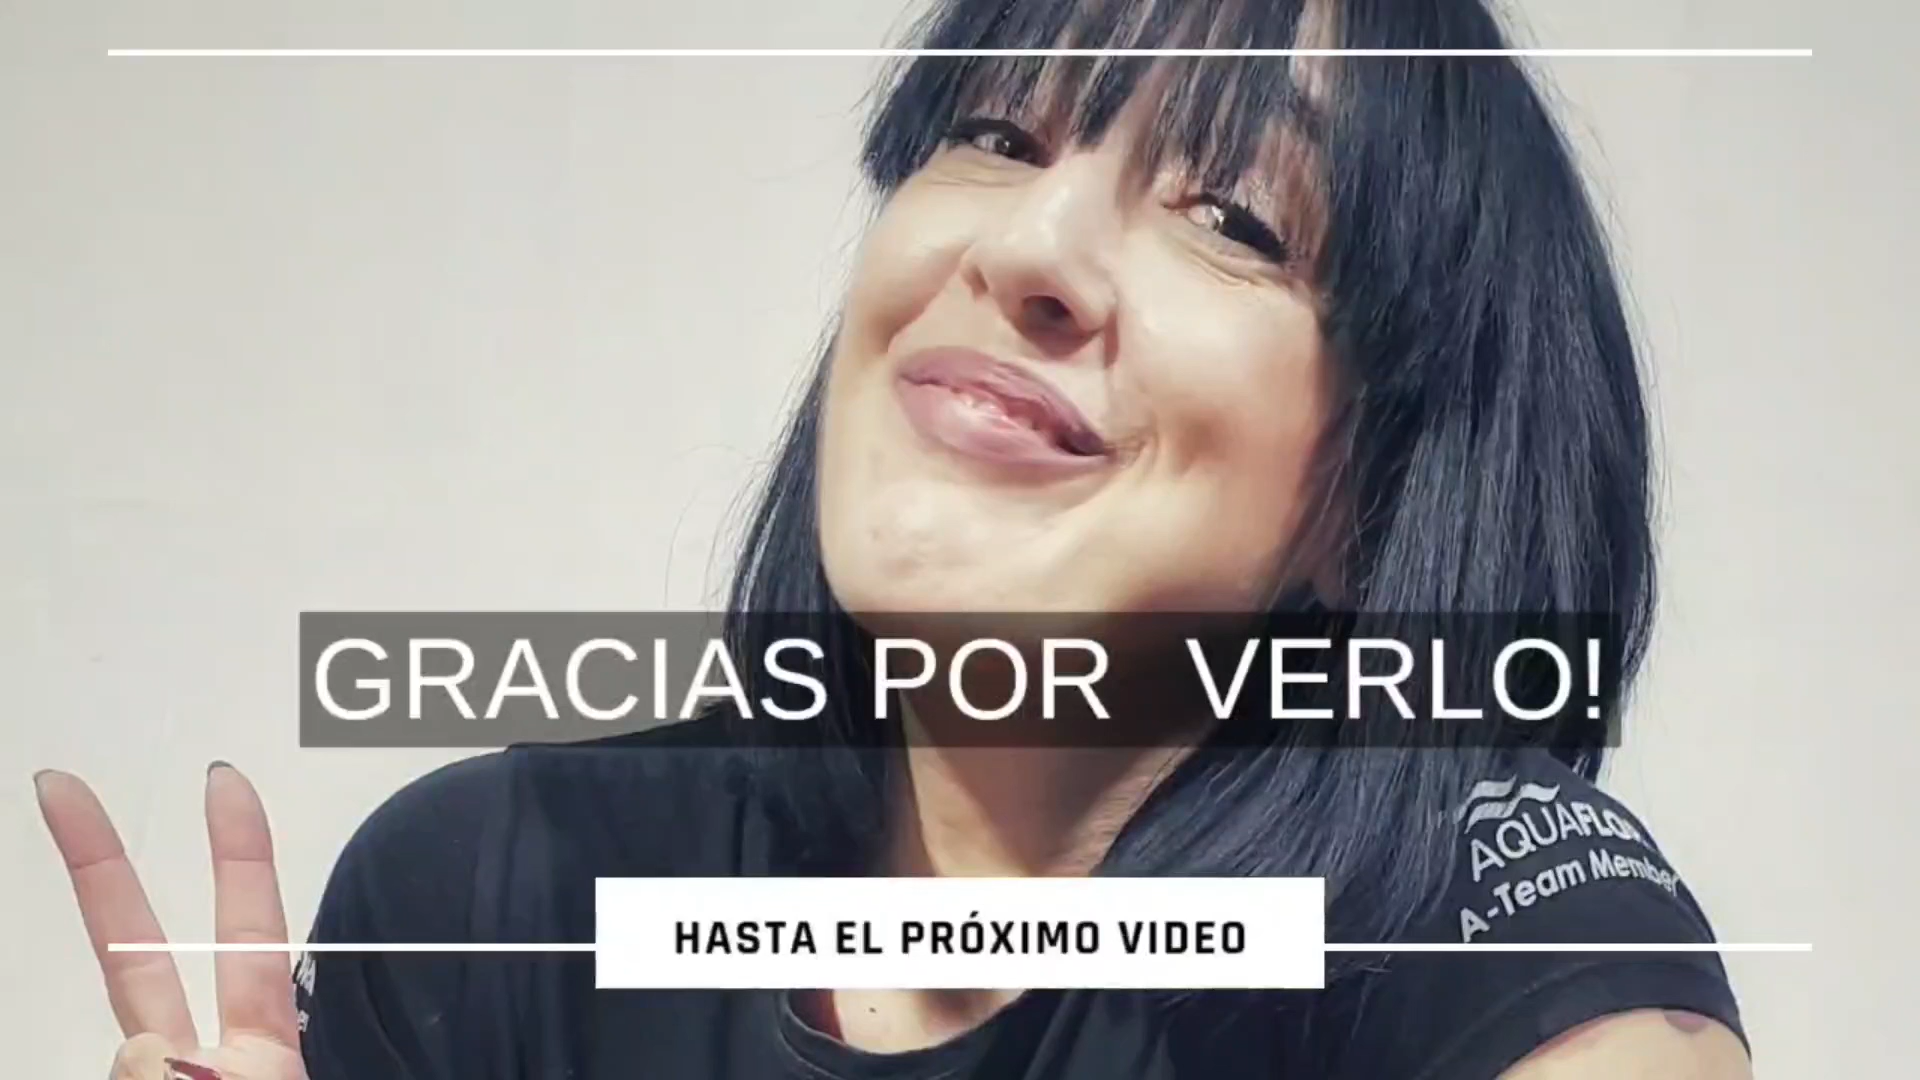 GRACIAS POR  VERLO!
AQUAFLO
A-Team Member
HASTA EL PRÓXIMO VIDEO